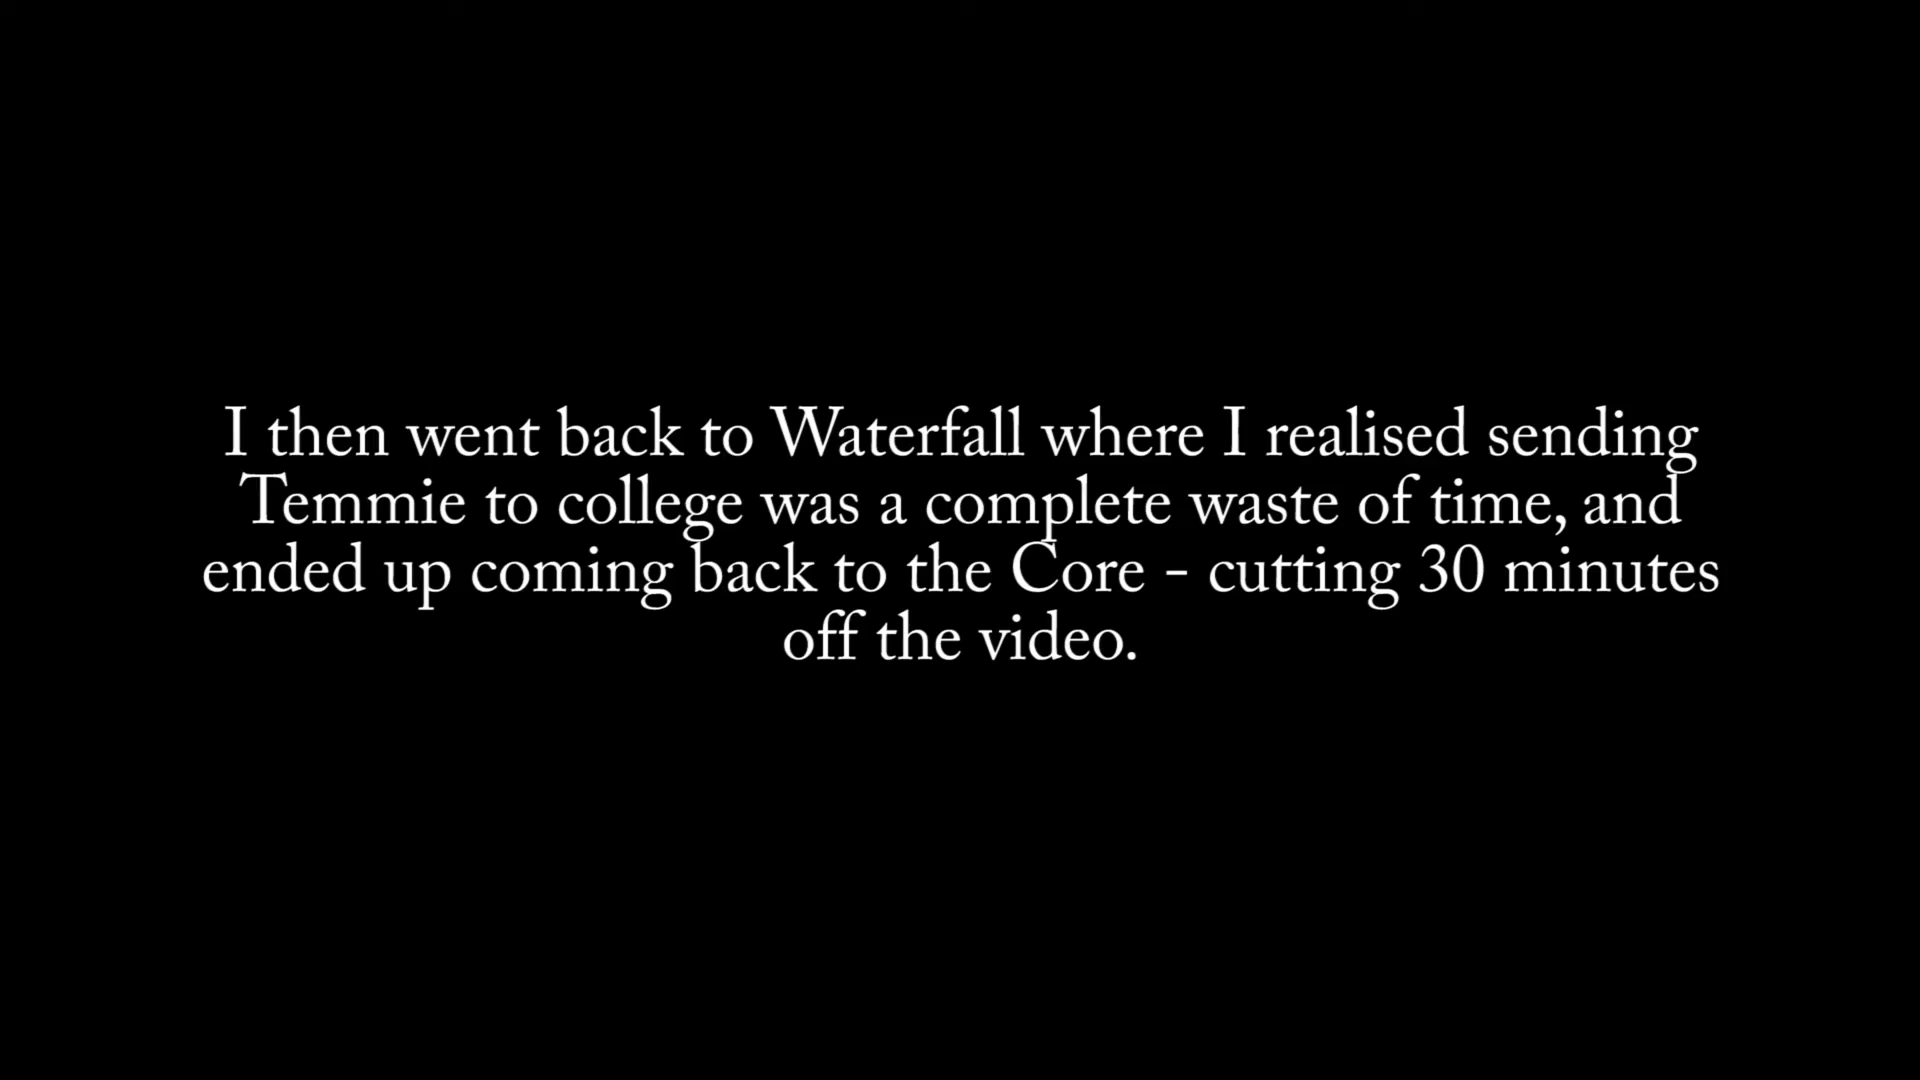 I then went back to Waterfall where I realised sending
Temmie to college was a complete waste of time, and
ended up coming back to the Core - cutting 30 minutes
off the video.